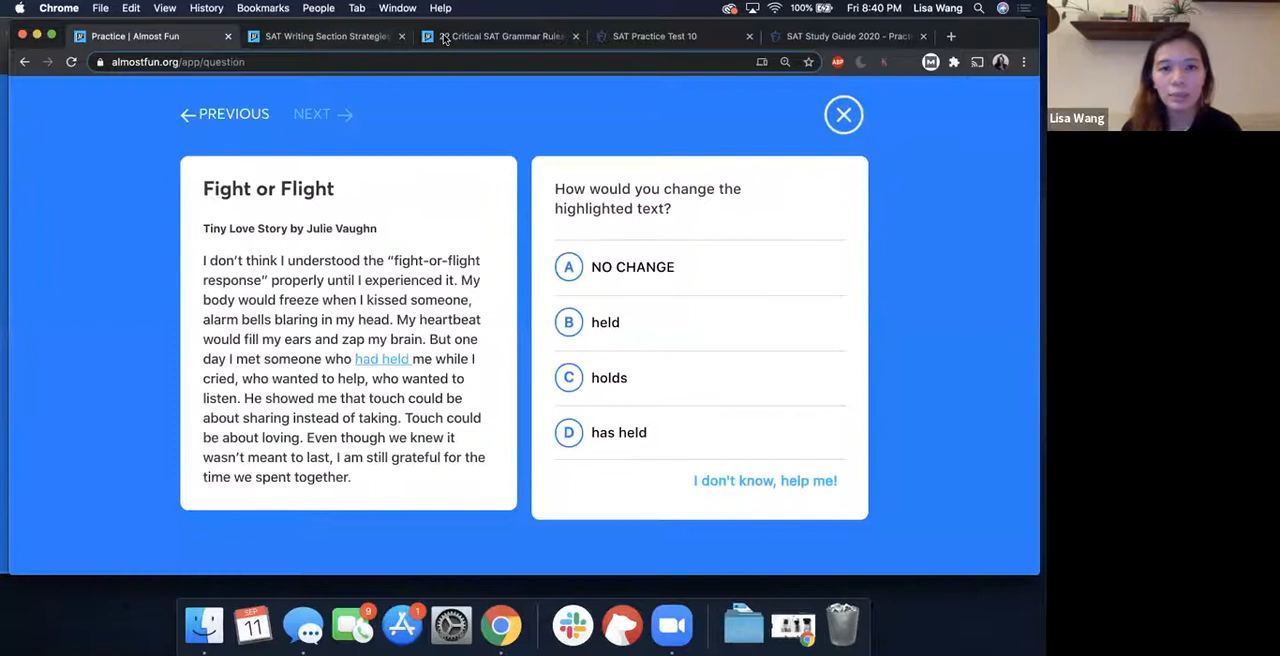 Chrome File Edit View History Bookmarks People Tab Window Help 100% Fri 8:40 PM Lisa Wang
Practice | Almost Fun SAT Writing Section Strategies Critical SAT Grammar Rules SAT Practice Test 10 SAT Study Guide 2020 - Pract
almostfun.org/app/question
ABP
M
K
Lisa Wang
PREVIOUS NEXT
Fight or Flight
Tiny Love Story by Julie Vaughn
I don’t think I understood the “fight-or-flight
response” properly until I experienced it. My
body would freeze when I kissed someone,
alarm bells blaring in my head. My heartbeat
would fill my ears and zap my brain. But one
day I met someone who had held me while I
cried, who wanted to help, who wanted to
listen. He showed me that touch could be
about sharing instead of taking. Touch could
be about loving. Even though we knew it
wasn’t meant to last, I am still grateful for the
time we spent together.
How would you change the
highlighted text?
A NO CHANGE
B held
C holds
D has held
I don't know, help me!
SEP
11
9
1